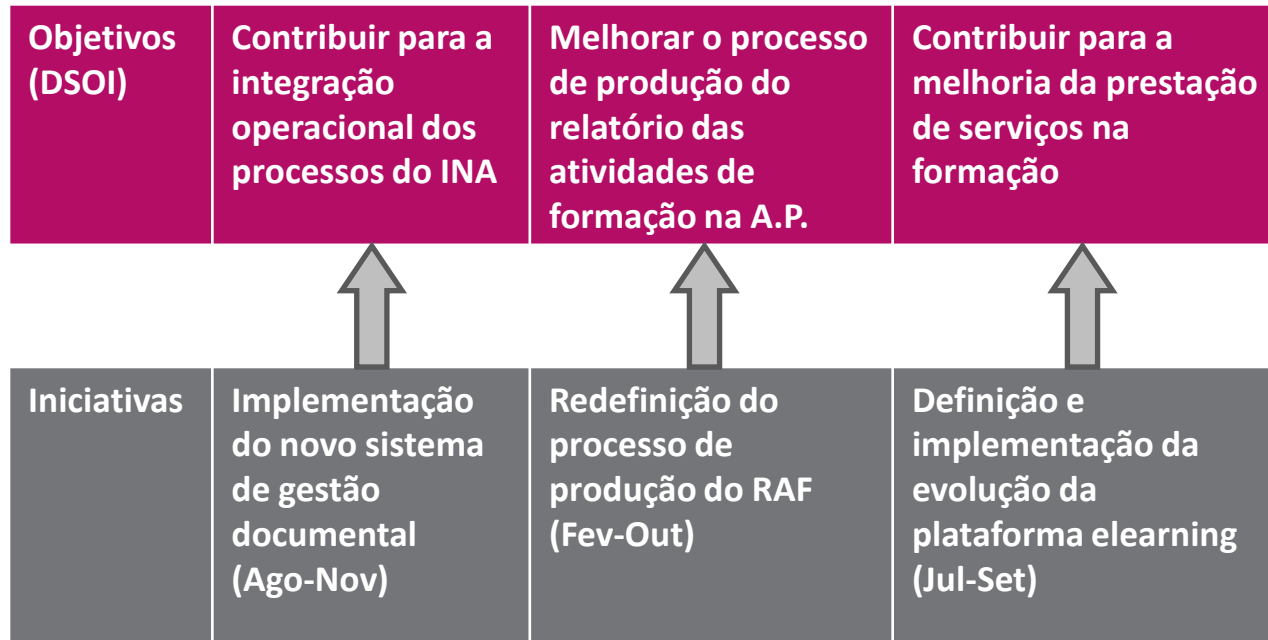 Objetivos
(DSOI)
Contribuir para a
integração
operacional dos
processos do INA
Melhorar o processo
de produção do
relatório das
atividades de
formação na A.P.
Contribuir para a
melhoria da prestação
de serviços na
formação
Iniciativas
Implementação
do novo sistema
de gestão
documental
(Ago-Nov)
Redefinição do
processo de
produção do RAF
(Fev-Out)
Definição e
implementação da
evolução da
plataforma elearning
(Jul-Set)